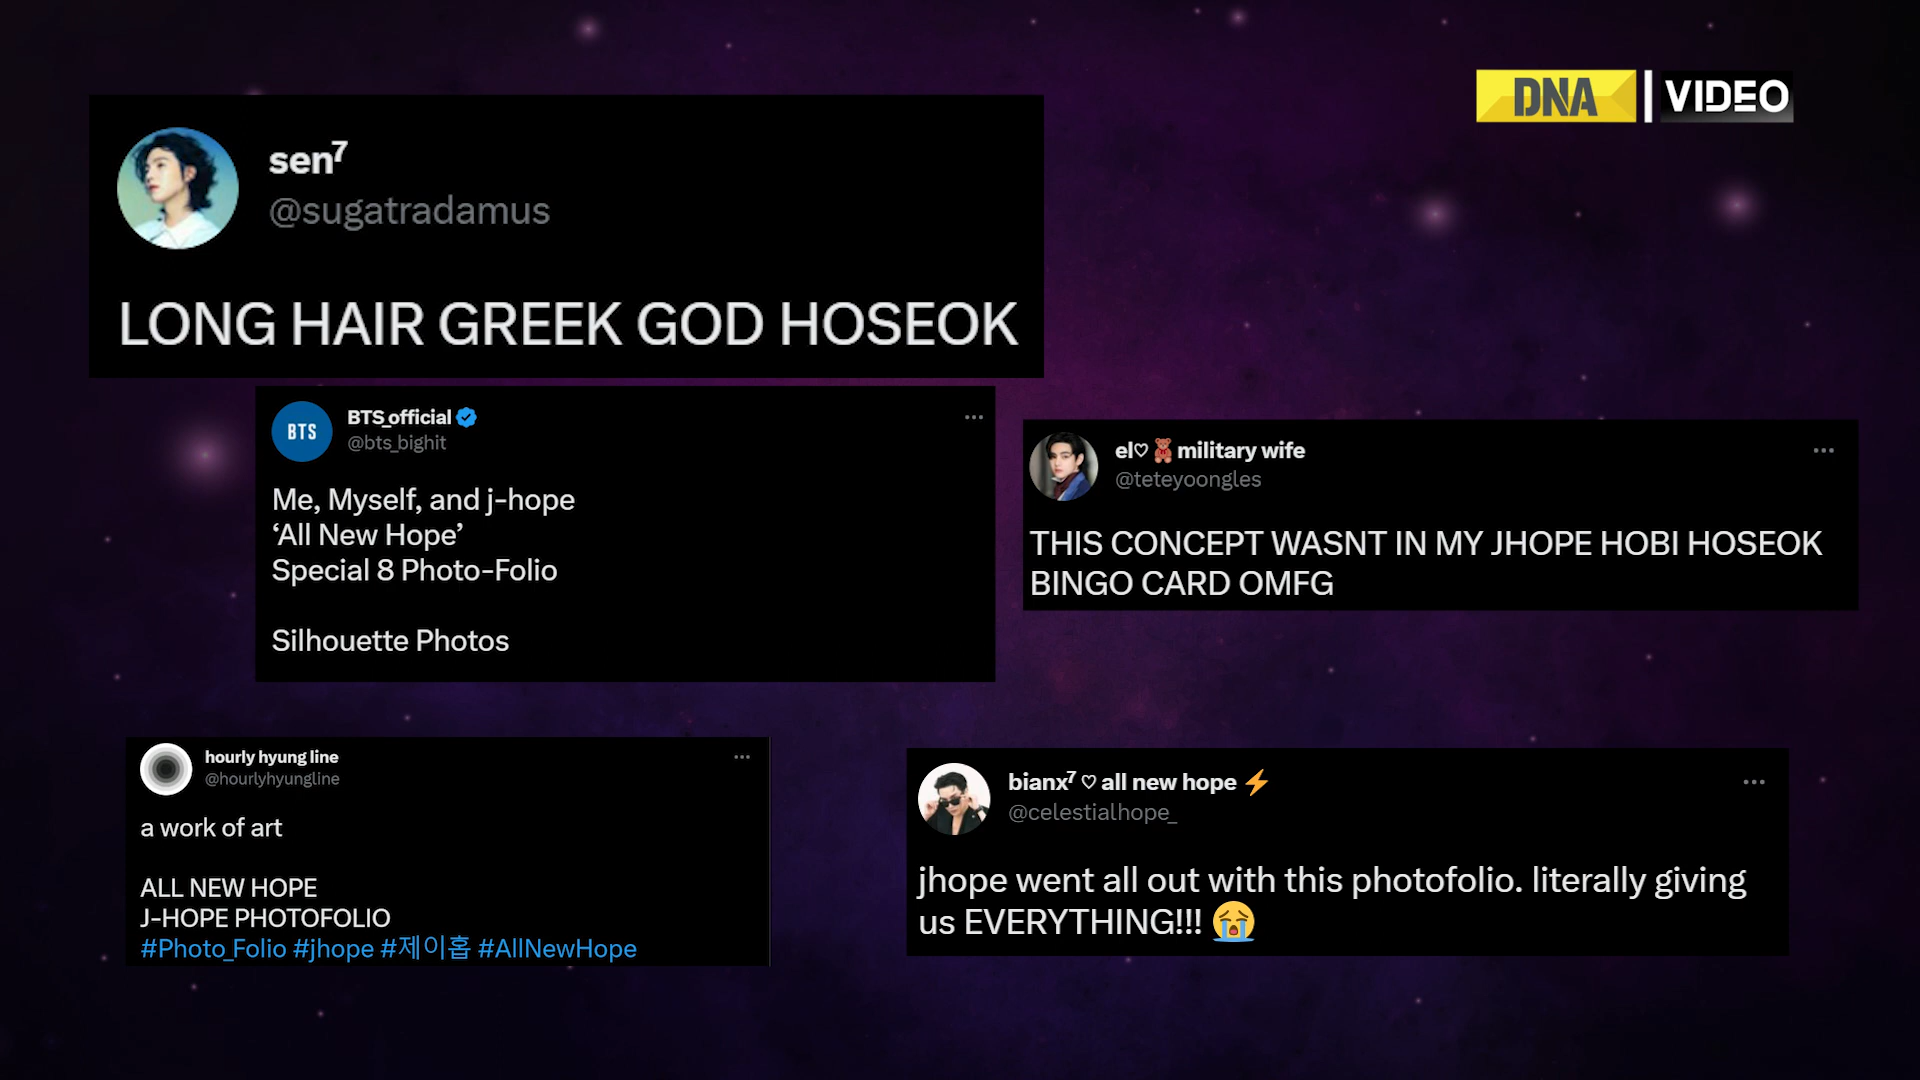 DNA | VIDEO
sen⁷
@sugatradamus
LONG HAIR GREEK GOD HOSEOK
BTS
BTS_official
@bts_bighit
Me, Myself, and j-hope
‘All New Hope’
Special 8 Photo-Folio
Silhouette Photos
el♡🧸military wife
@teteyoongles
THIS CONCEPT WASNT IN MY JHOPE HOBI HOSEOK
BINGO CARD OMFG
hourly hyung line
@hourlyhyungline
a work of art
ALL NEW HOPE
J-HOPE PHOTOFOLIO
#Photo_Folio #jhope #제이홉 #AllNewHope
bianx⁷ ♡ all new hope ⚡
@celestialhope_
jhope went all out with this photofolio. literally giving
us EVERYTHING!!! 😭